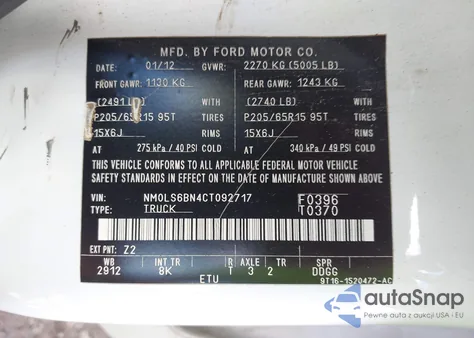 MFD. BY FORD MOTOR CO.
DATE: 01/12 GVWR: 2270 KG (5005 LB)
FRONT GAWR: 1130 KG REAR GAWR: 1243 KG
(2491 LB) WITH (2740 LB) WITH
P205/65R15 95T TIRES P205/65R15 95T TIRES
15X6J RIMS 15X6J RIMS
AT 275 kPa / 40 PSI COLD AT 340 kPa / 49 PSI COLD
THIS VEHICLE CONFORMS TO ALL APPLICABLE FEDERAL MOTOR VEHICLE
SAFETY STANDARDS IN EFFECT ON THE DATE OF MANUFACTURE SHOWN ABOVE
VEHICLE IDENT. NO.: NM0LS6BN4CT092717 F0396
TYPE: TRUCK T0370
EXT PNT: Z2
WB INT TR R AXLE TR SPR
2912 8K T 3 2 DDGG
ETU 9T16-1520472-AC
autoSnap
Pewne auta z USA i EU